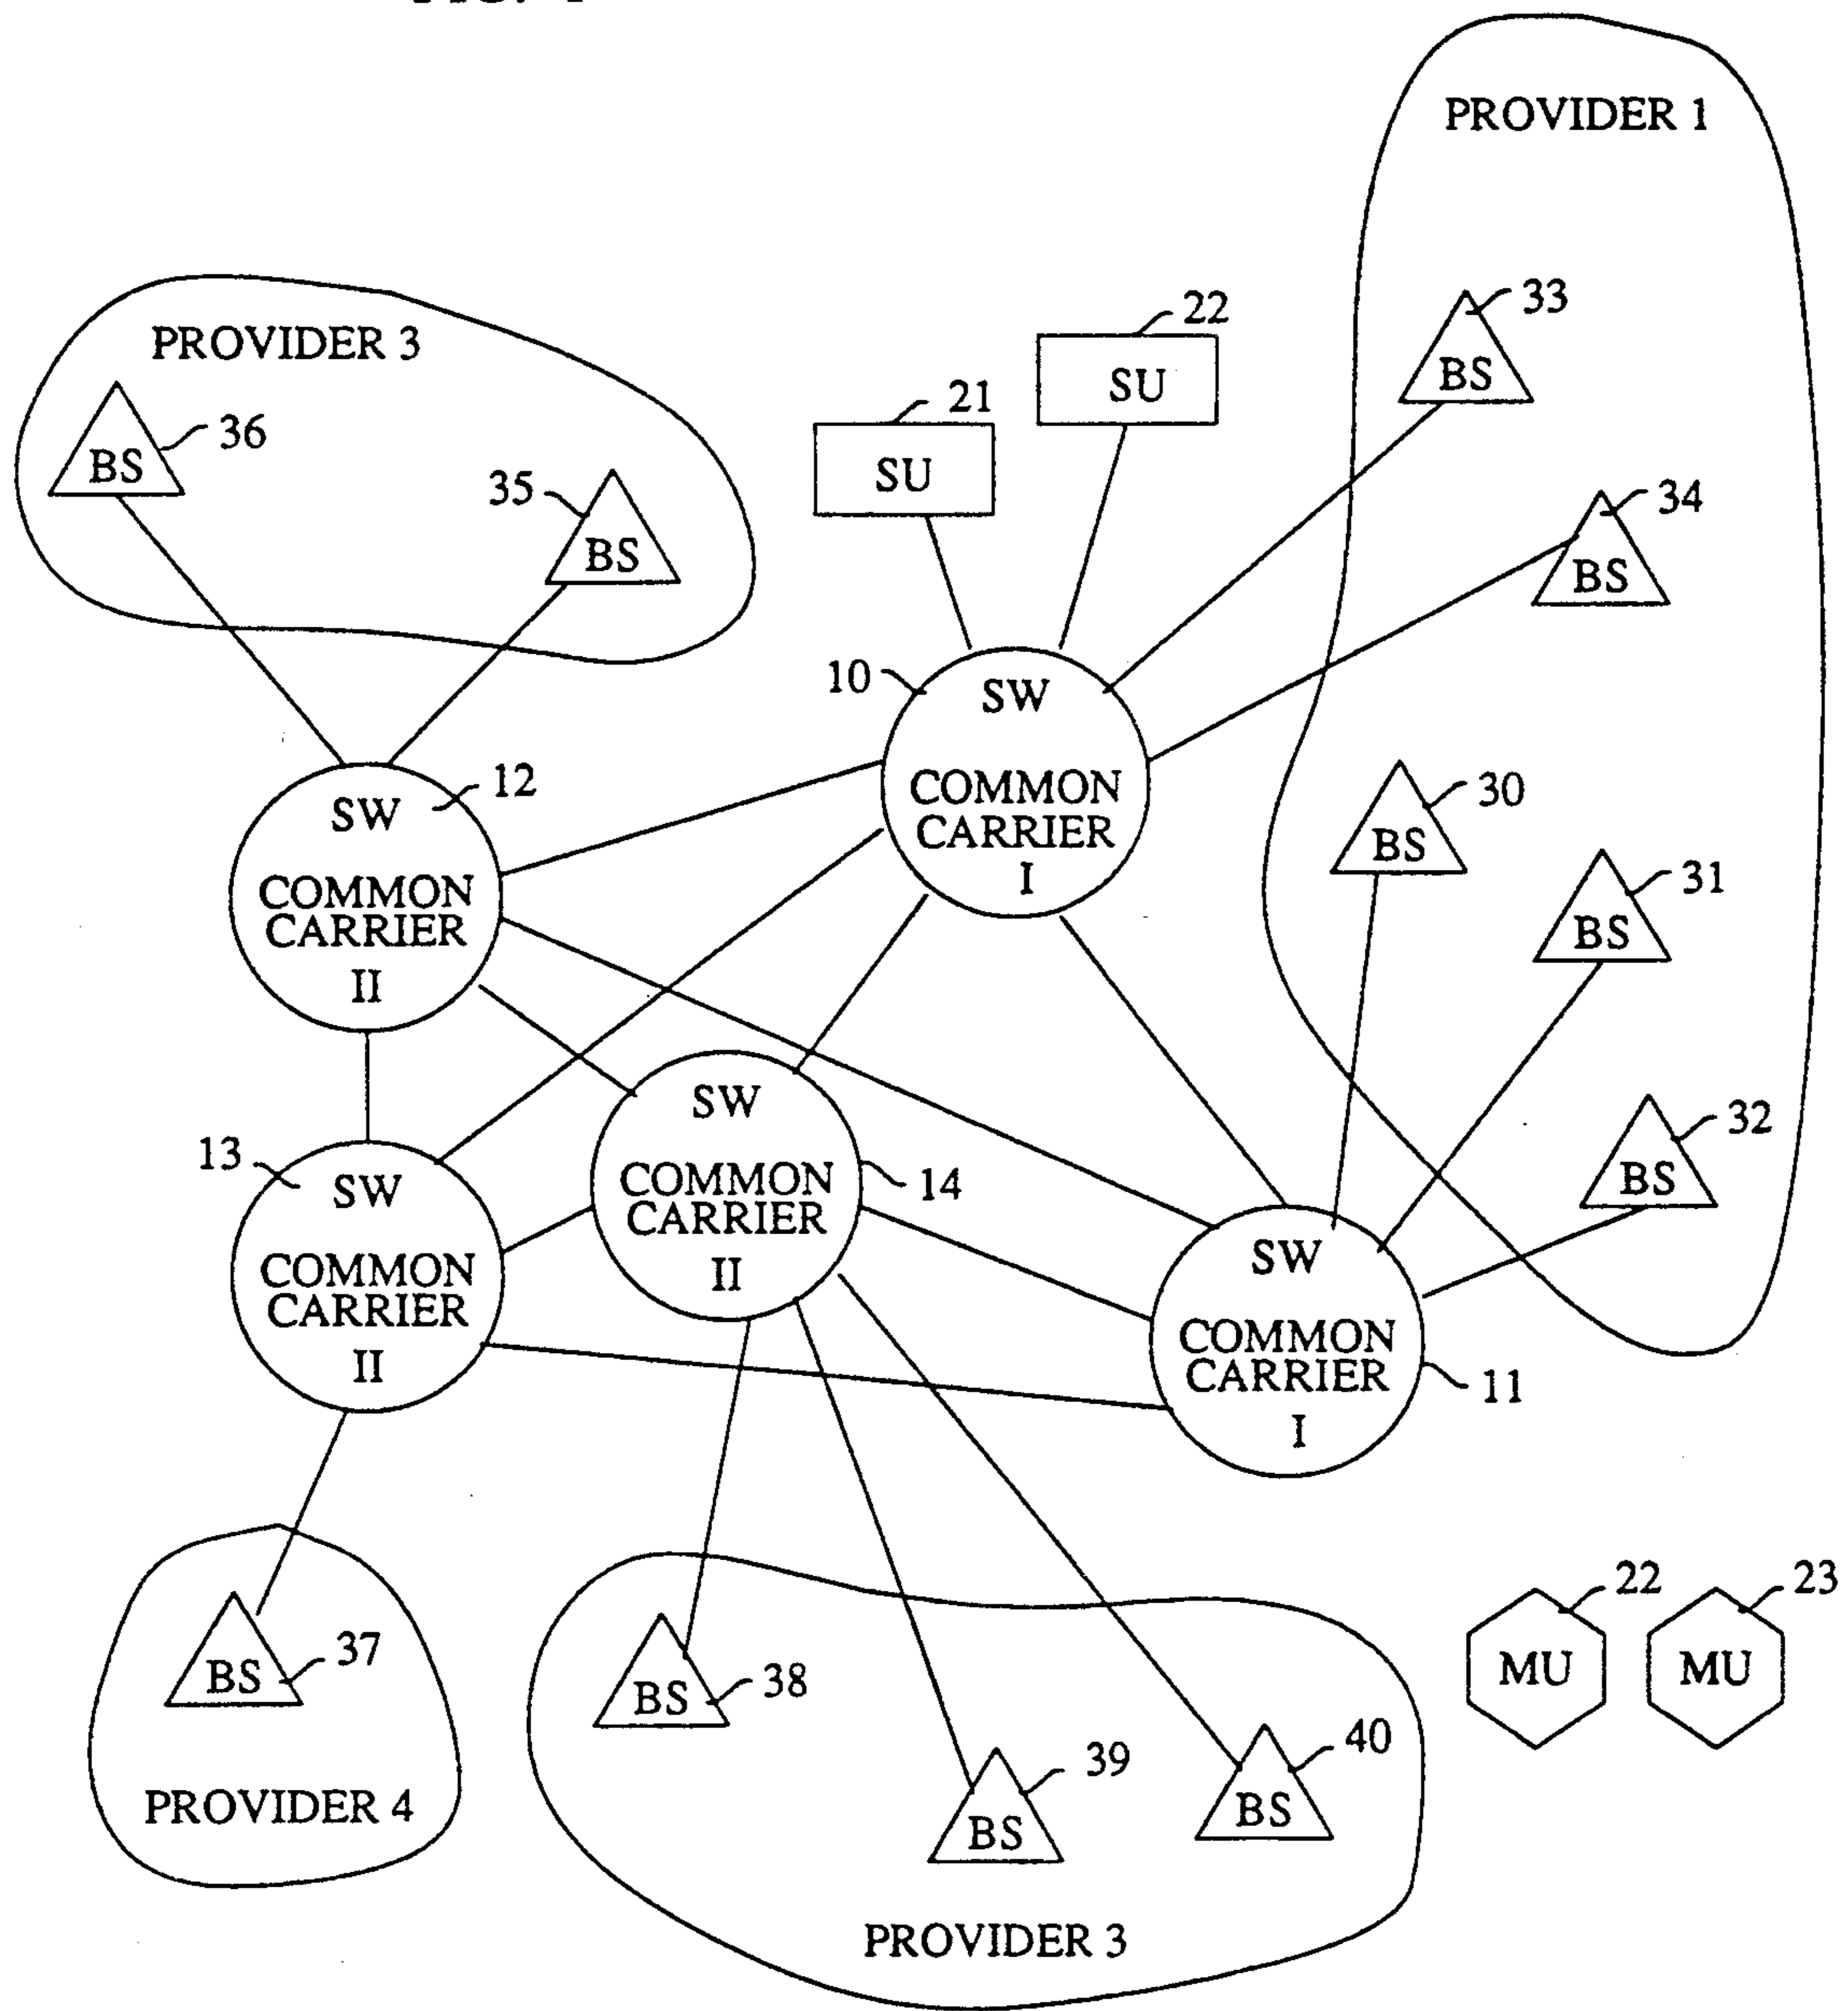 PROVIDER 1
33
BS
22
SU
PROVIDER 3
21
SU
36
BS
35
BS
34
BS
10
SW
COMMON
CARRIER
I
12
SW
COMMON
CARRIER
II
30
BS
31
BS
32
BS
13
SW
COMMON
CARRIER
II
14
SW
COMMON
CARRIER
II
11
SW
COMMON
CARRIER
I
22
MU
23
MU
37
BS
PROVIDER 4
38
BS
39
BS
40
BS
PROVIDER 3